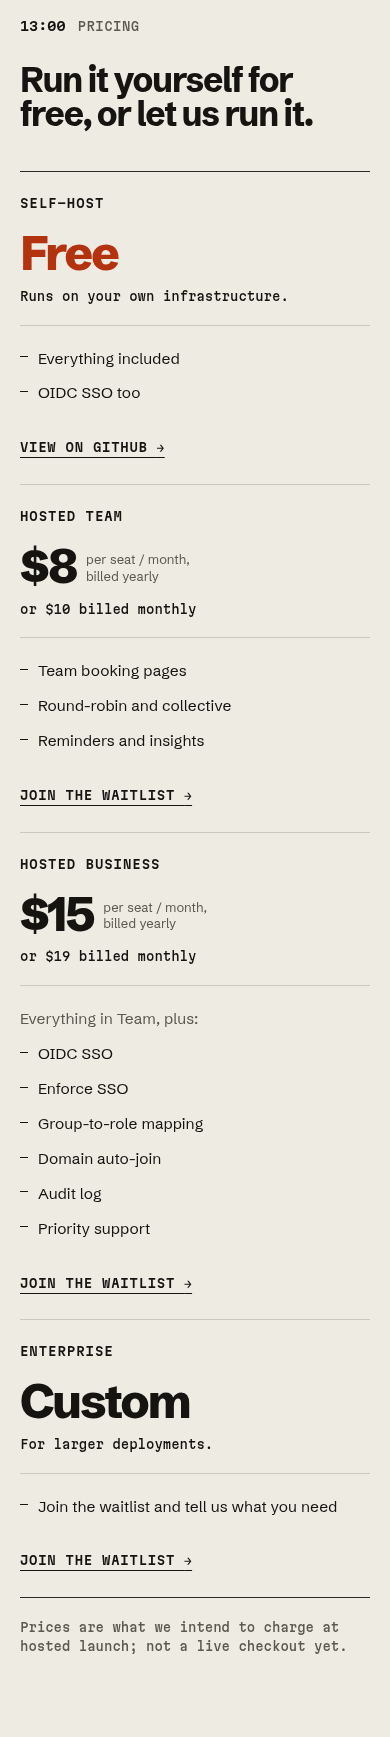 13:00 PRICING
Run it yourself for
free, or let us run it.
SELF–HOST
Free
Runs on your own infrastructure.
– Everything included
– OIDC SSO too
VIEW ON GITHUB →
HOSTED TEAM
$8 per seat / month,
billed yearly
or $10 billed monthly
– Team booking pages
– Round-robin and collective
– Reminders and insights
JOIN THE WAITLIST →
HOSTED BUSINESS
$15 per seat / month,
billed yearly
or $19 billed monthly
Everything in Team, plus:
– OIDC SSO
– Enforce SSO
– Group-to-role mapping
– Domain auto-join
– Audit log
– Priority support
JOIN THE WAITLIST →
ENTERPRISE
Custom
For larger deployments.
– Join the waitlist and tell us what you need
JOIN THE WAITLIST →
Prices are what we intend to charge at
hosted launch; not a live checkout yet.